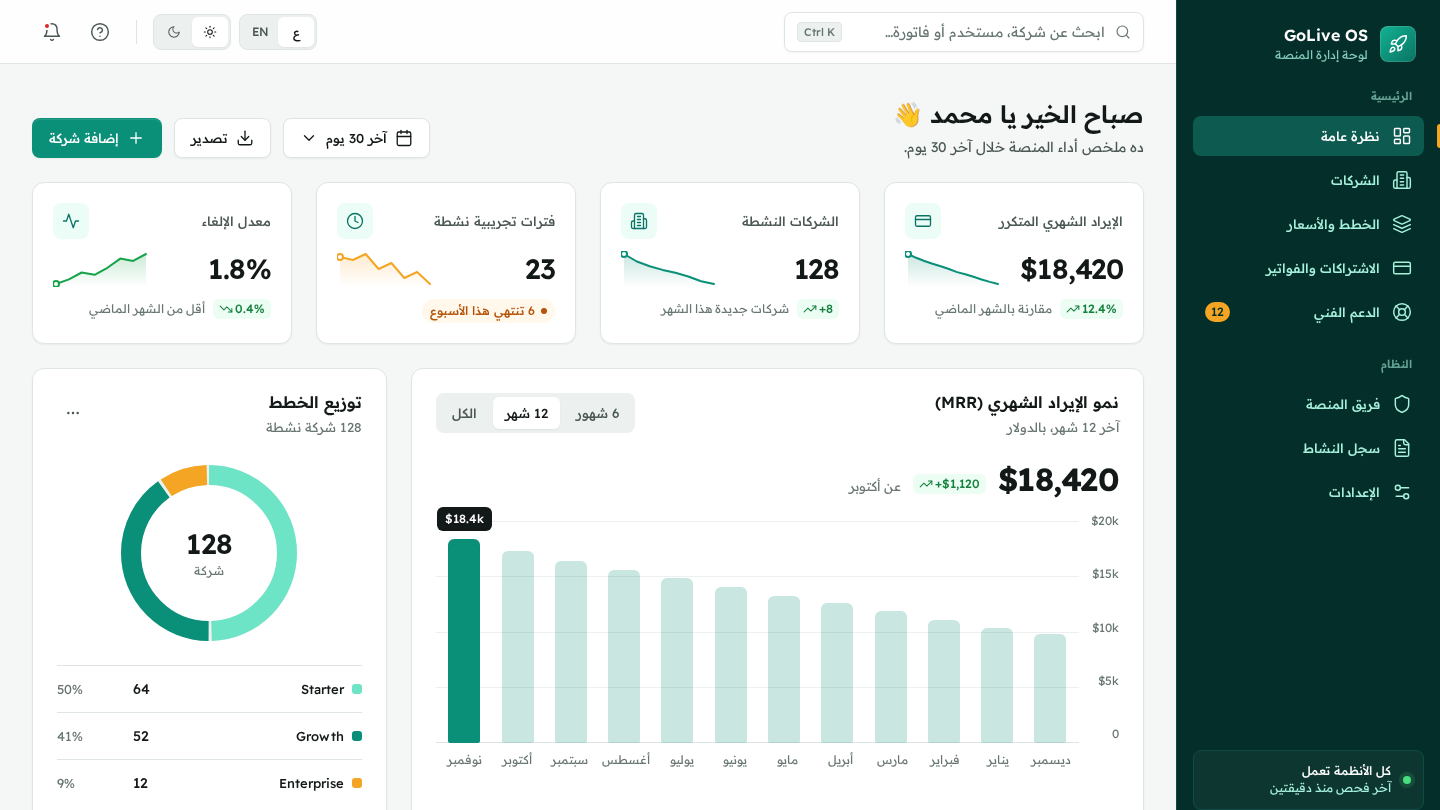 GoLive OS
لوحة إدارة المنصة
الرئيسية
نظرة عامة
الشركات
الخطط والأسعار
الاشتراكات والفواتير
الدعم الفني
12
النظام
فريق المنصة
سجل النشاط
الإعدادات
كل الأنظمة تعمل
آخر فحص منذ دقيقتين
ابحث عن شركة، مستخدم أو فاتورة...
Ctrl K
ع
EN
صباح الخير يا محمد 👋
ده ملخص أداء المنصة خلال آخر 30 يوم.
آخر 30 يوم
تصدير
إضافة شركة
الإيراد الشهري المتكرر
$18,420
12.4%
مقارنة بالشهر الماضي
الشركات النشطة
128
+8
شركات جديدة هذا الشهر
فترات تجريبية نشطة
23
6 تنتهي هذا الأسبوع
معدل الإلغاء
1.8%
0.4%
أقل من الشهر الماضي
نمو الإيراد الشهري (MRR)
آخر 12 شهر، بالدولار
6 شهور
12 شهر
الكل
$18,420
+$1,120
عن أكتوبر
$18.4k
$20k
$15k
$10k
$5k
0
ديسمبر
يناير
فبراير
مارس
أبريل
مايو
يونيو
يوليو
أغسطس
سبتمبر
أكتوبر
نوفمبر
توزيع الخطط
128 شركة نشطة
128
شركة
Starter 64 50%
Growth 52 41%
Enterprise 12 9%